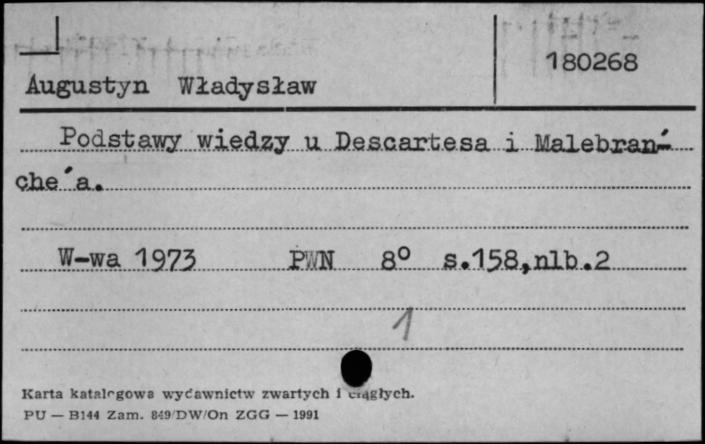 180268
Augustyn Władysław
Podstawy wiedzy u Descartesa i Malebran-
che´a.
W-wa 1973 PWN 8° s.158,nlb.2
1
Karta katalogowa wydawnictw zwartych i ciągłych.
PU — B144 Zam. 849/DW/On ZGG — 1991